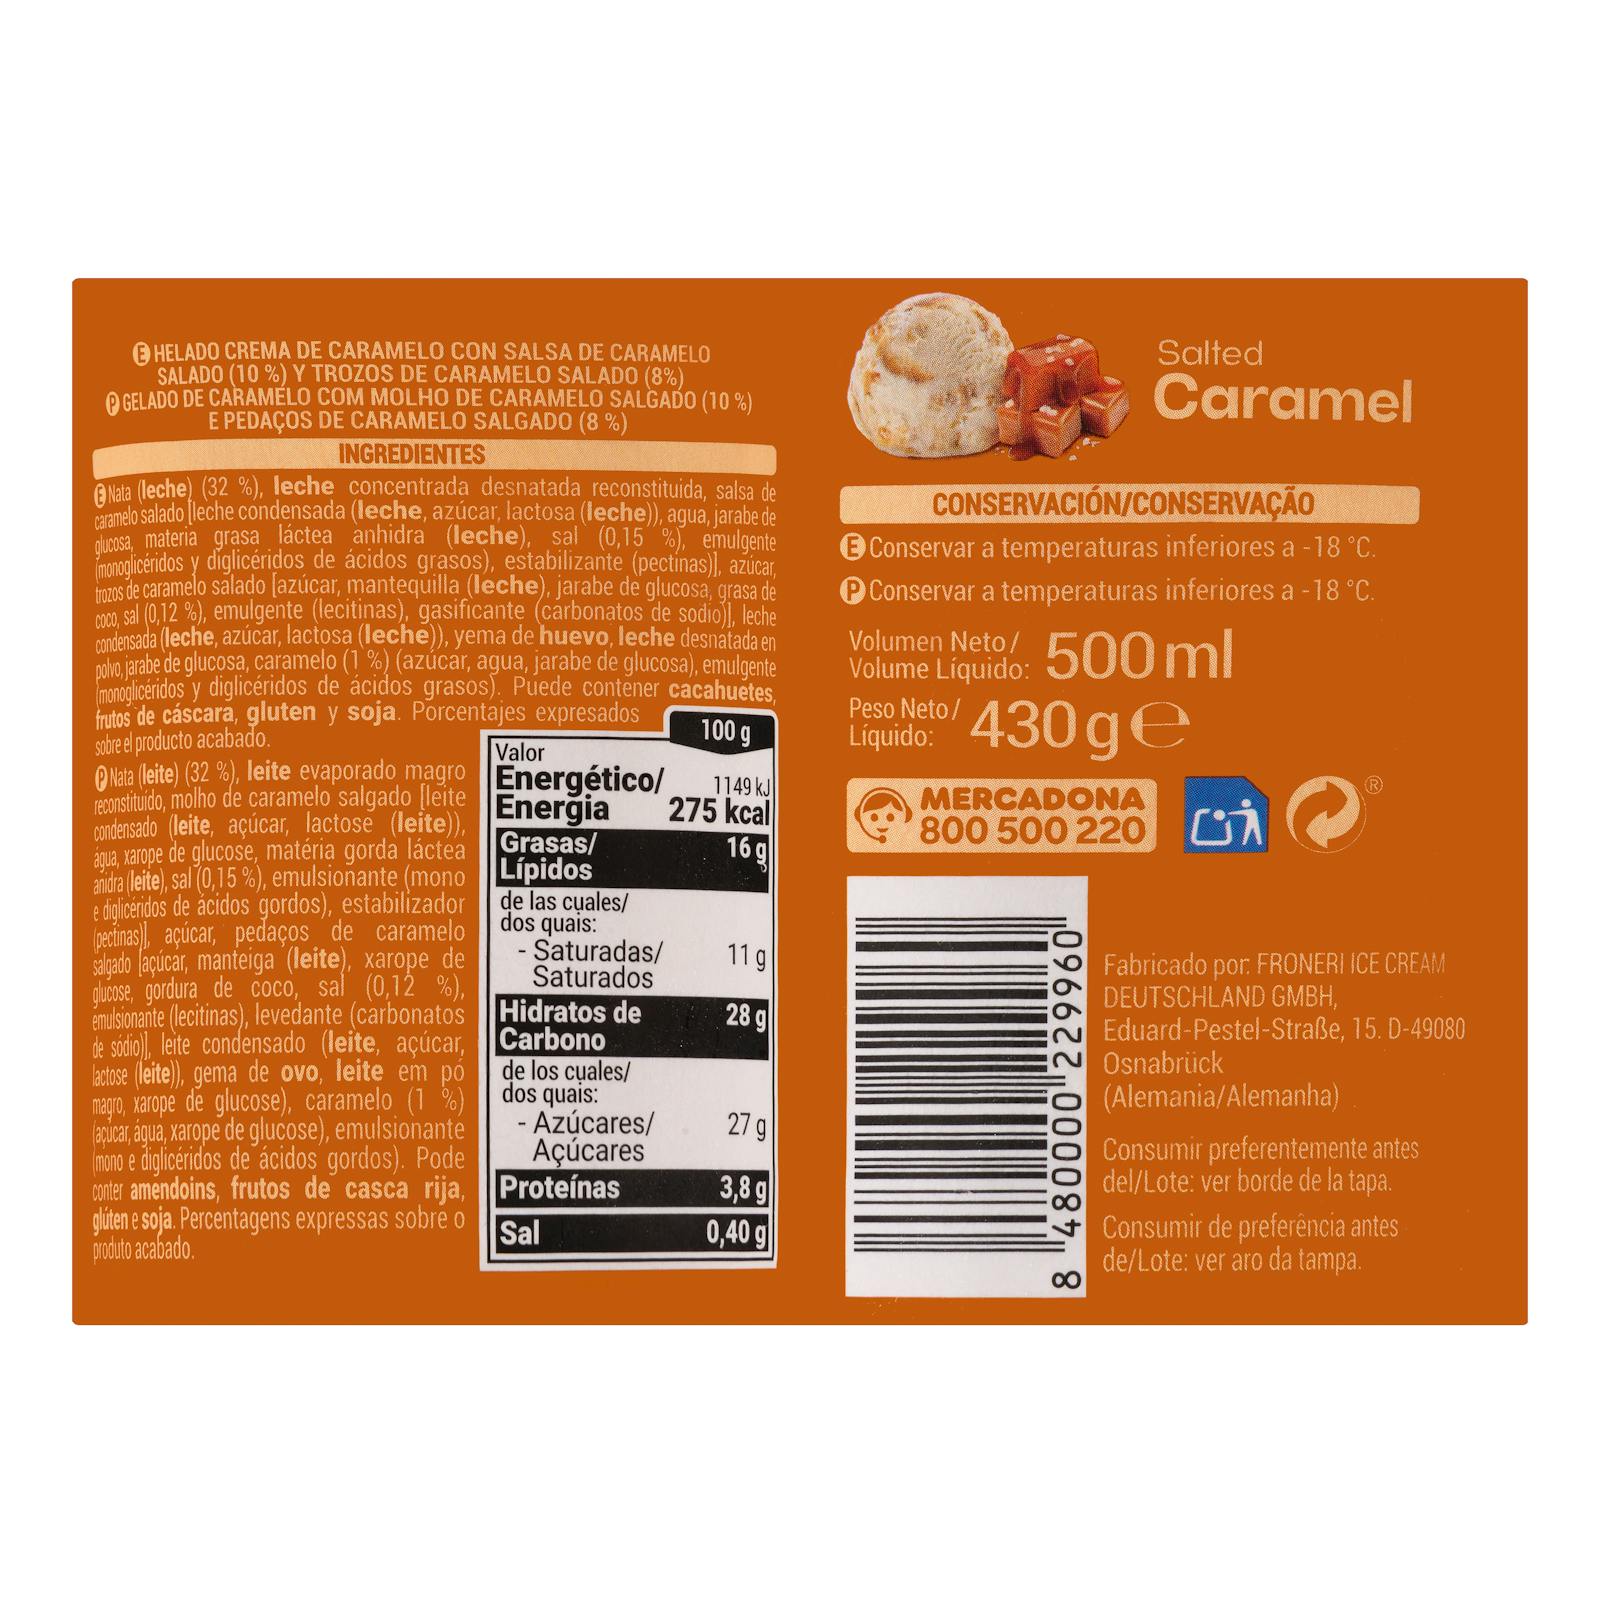 E HELADO CREMA DE CARAMELO CON SALSA DE CARAMELO
SALADO (10 %) Y TROZOS DE CARAMELO SALADO (8%)
P GELADO DE CARAMELO COM MOLHO DE CARAMELO SALGADO (10 %)
E PEDAÇOS DE CARAMELO SALGADO (8 %)
INGREDIENTES
E Nata (leche) (32 %), leche concentrada desnatada reconstituida, salsa de
caramelo salado [leche condensada (leche, azúcar, lactosa (leche)), agua, jarabe de
glucosa, materia grasa láctea anhidra (leche), sal (0,15 %), emulgente
(monoglicéridos y diglicéridos de ácidos grasos), estabilizante (pectinas)], azúcar,
trozos de caramelo salado [azúcar, mantequilla (leche), jarabe de glucosa, grasa de
coco, sal (0,12 %), emulgente (lecitinas), gasificante (carbonatos de sodio)], leche
condensada (leche, azúcar, lactosa (leche)), yema de huevo, leche desnatada en
polvo, jarabe de glucosa, caramelo (1 %) (azúcar, agua, jarabe de glucosa), emulgente
(monoglicéridos y diglicéridos de ácidos grasos). Puede contener cacahuetes,
frutos de cáscara, gluten y soja. Porcentajes expresados
sobre el producto acabado.
P Nata (leite) (32 %), leite evaporado magro
reconstituído, molho de caramelo salgado [leite
condensado (leite, açúcar, lactose (leite)),
água, xarope de glucose, matéria gorda láctea
anidra (leite), sal (0,15 %), emulsionante (mono
e diglicéridos de ácidos gordos), estabilizador
(pectinas)], açúcar, pedaços de caramelo
salgado [açúcar, manteiga (leite), xarope de
glucose, gordura de coco, sal (0,12 %),
emulsionante (lecitinas), levedante (carbonatos
de sódio)], leite condensado (leite, açúcar,
lactose (leite)), gema de ovo, leite em pó
magro, xarope de glucose), caramelo (1 %)
(açúcar, água, xarope de glucose), emulsionante
(mono e diglicéridos de ácidos gordos). Pode
conter amendoins, frutos de casca rija,
glúten e soja. Percentagens expressas sobre o
produto acabado.
100 g
Valor
Energético/ 1149 kJ
Energia 275 kcal
Grasas/ 16 g
Lípidos
de las cuales/
dos quais:
- Saturadas/ 11 g
Saturados
Hidratos de 28 g
Carbono
de los cuales/
dos quais:
- Azúcares/ 27 g
Açúcares
Proteínas 3,8 g
Sal 0,40 g
Salted
Caramel
CONSERVACIÓN/CONSERVAÇÃO
E Conservar a temperaturas inferiores a -18 °C.
P Conservar a temperaturas inferiores a -18 °C.
Volumen Neto/
Volume Líquido: 500 ml
Peso Neto/
Líquido: 430 g e
MERCADONA
800 500 220
®
8 480000 229960
Fabricado por: FRONERI ICE CREAM
DEUTSCHLAND GMBH,
Eduard-Pestel-Straße, 15. D-49080
Osnabrück
(Alemania/Alemanha)
Consumir preferentemente antes
del/Lote: ver borde de la tapa.
Consumir de preferência antes
de/Lote: ver aro da tampa.